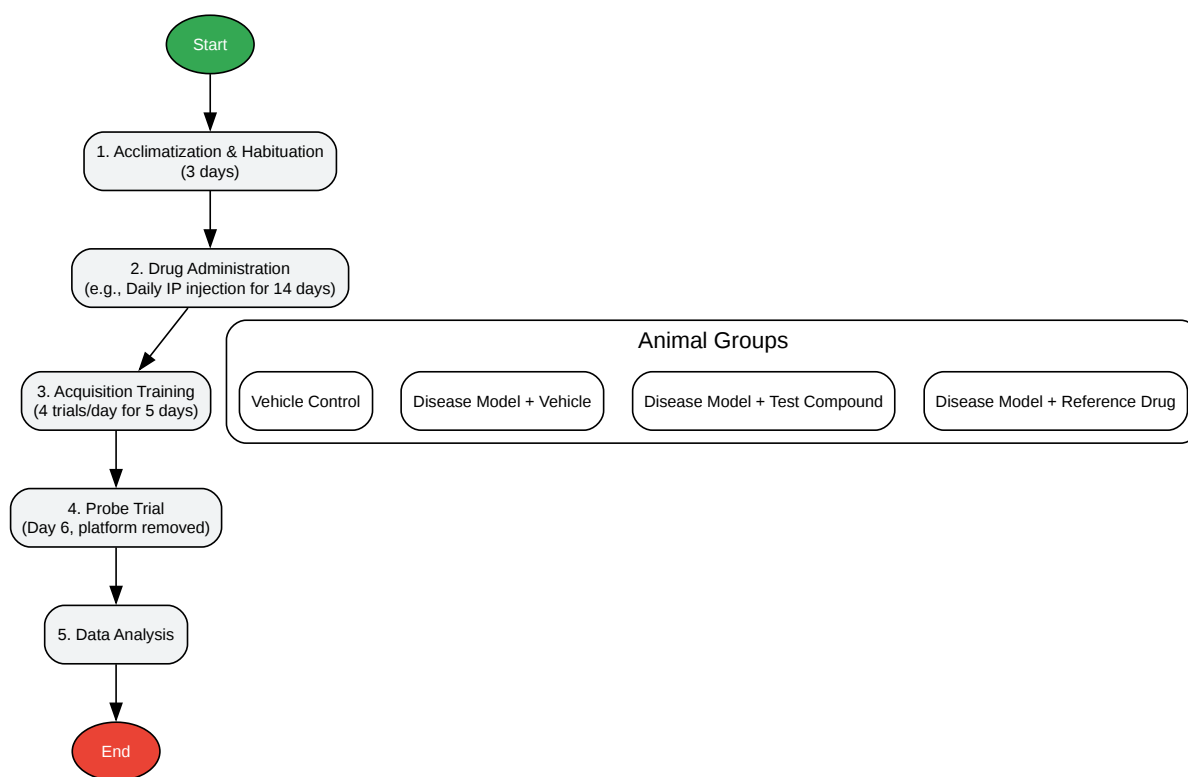 Start
1. Acclimatization & Habituation
(3 days)
2. Drug Administration
(e.g., Daily IP injection for 14 days)
Animal Groups
3. Acquisition Training
(4 trials/day for 5 days)
Vehicle Control
Disease Model + Vehicle
Disease Model + Test Compound
Disease Model + Reference Drug
4. Probe Trial
(Day 6, platform removed)
5. Data Analysis
End